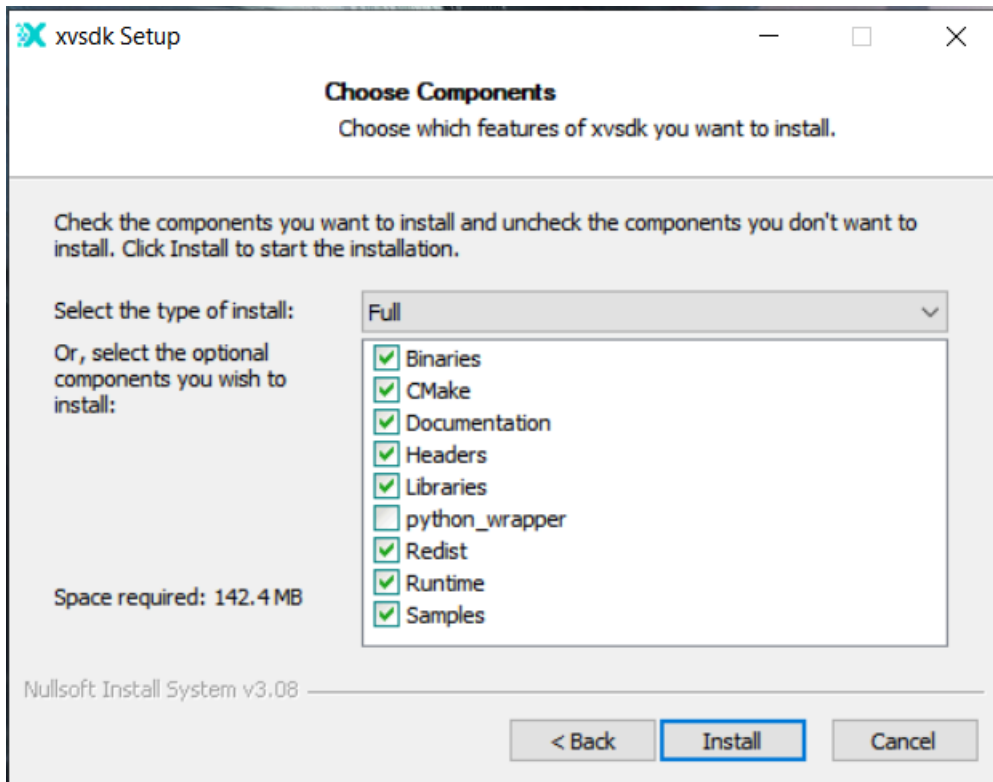 xvsdk Setup
Choose Components
Choose which features of xvsdk you want to install.
Check the components you want to install and uncheck the components you don't want to
install. Click Install to start the installation.
Select the type of install:
Full
Or, select the optional
components you wish to
install:
Binaries
CMake
Documentation
Headers
Libraries
python_wrapper
Redist
Runtime
Samples
Space required: 142.4 MB
Nullsoft Install System v3.08
< Back
Install
Cancel